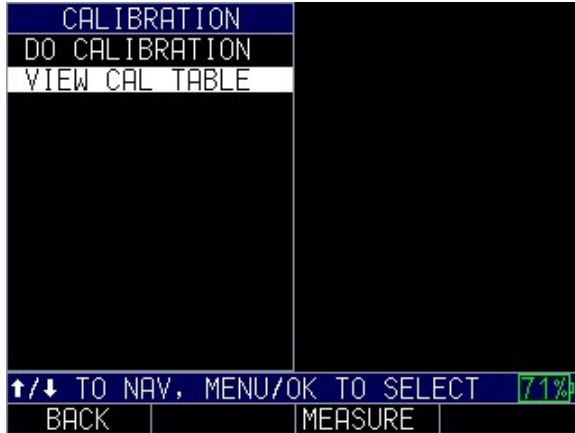 CALIBRATION
DO CALIBRATION
VIEW CAL TABLE
↑/↓ TO NAV, MENU/OK TO SELECT 71%
BACK MEASURE